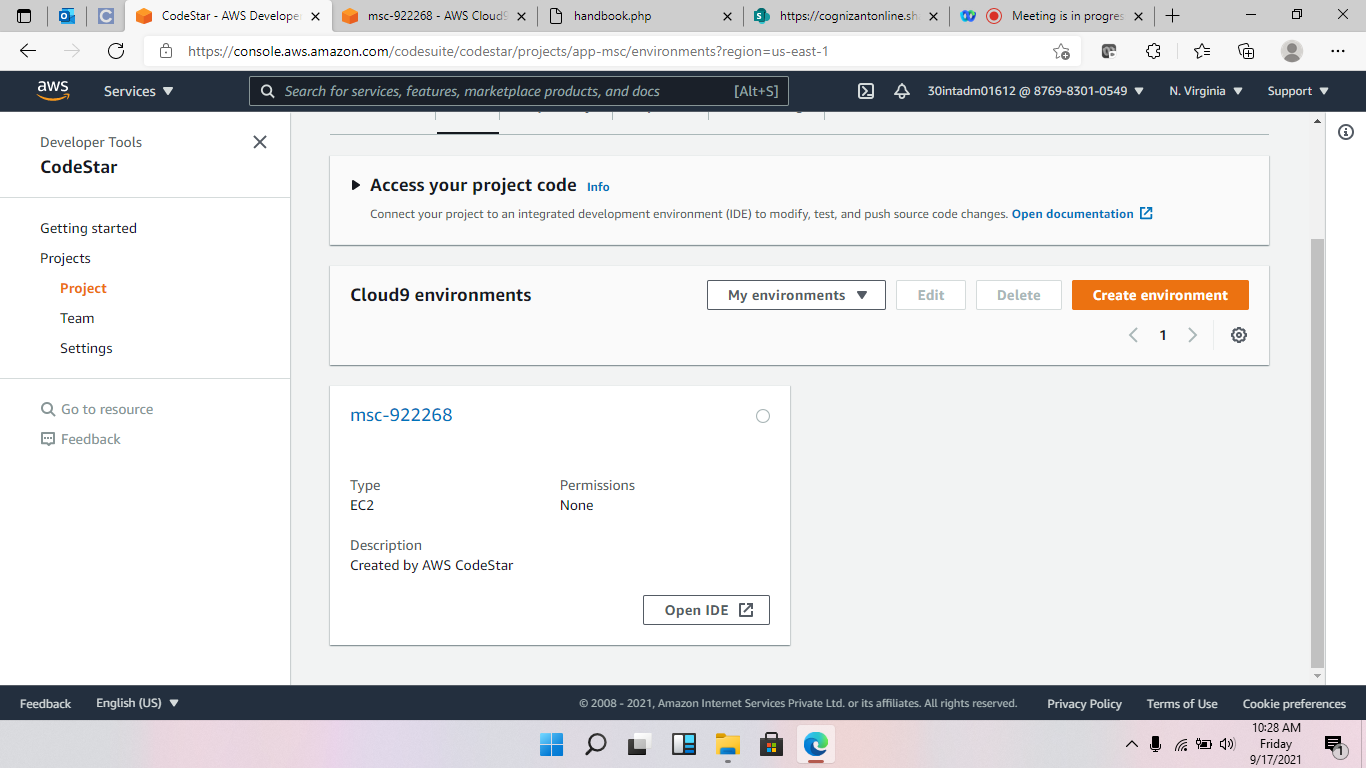 CodeStar - AWS Develope
msc-922268 - AWS Cloud9
handbook.php
https://cognizantonline.sh
Meeting is in progres
https://console.aws.amazon.com/codesuite/codestar/projects/app-msc/environments?region=us-east-1
aws
Services
Search for services, features, marketplace products, and docs
[Alt+S]
30intadm01612 @ 8769-8301-0549
N. Virginia
Support
Developer Tools
CodeStar
Getting started
Projects
Project
Team
Settings
Go to resource
Feedback
Access your project code Info
Connect your project to an integrated development environment (IDE) to modify, test, and push source code changes. Open documentation
Cloud9 environments
My environments
Edit
Delete
Create environment
1
msc-922268
Type
EC2
Permissions
None
Description
Created by AWS CodeStar
Open IDE
Feedback
English (US)
© 2008 - 2021, Amazon Internet Services Private Ltd. or its affiliates. All rights reserved.
Privacy Policy
Terms of Use
Cookie preferences
10:28 AM
Friday
9/17/2021
1